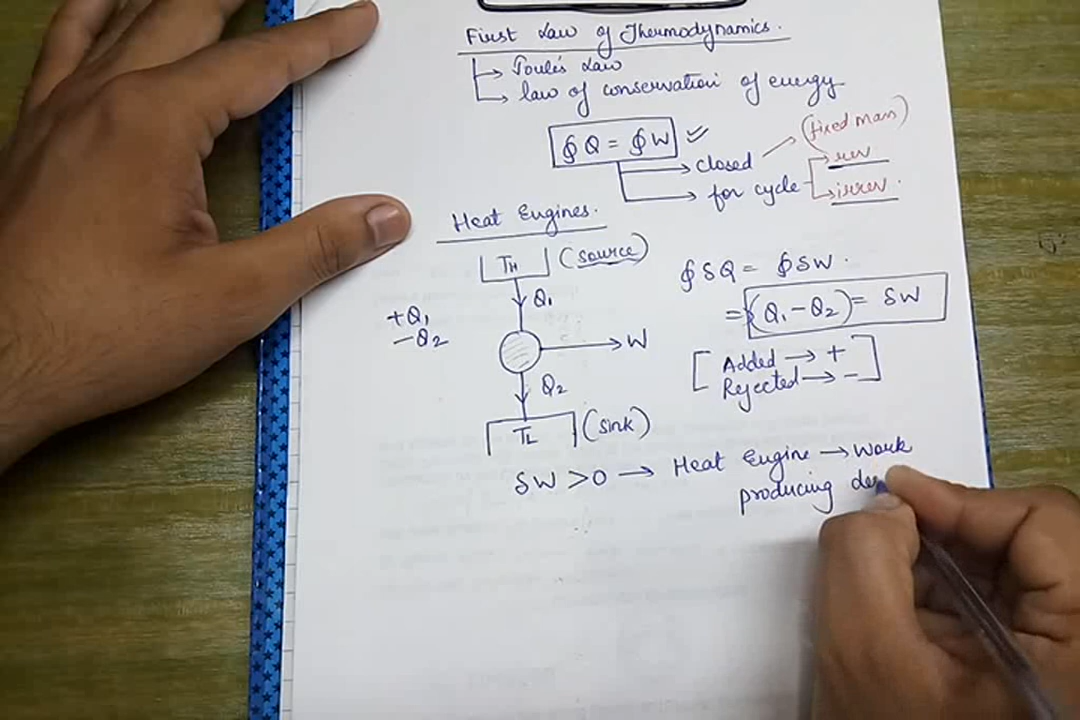 First Law of Thermodynamics.
→ Joule's Law
→ law of conservation of energy
∮Q = ∮W
→ closed (fixed mass)
→ for cycle → rev
→ irrev.
Heat Engines.
TH (source)
Q1
+Q1
-Q2
→ W
Q2
TL (sink)
∮δQ = ∮δW.
= (Q1 - Q2) = δW
[Added → +
Rejected → -]
δW > 0 → Heat Engine → Work
producing